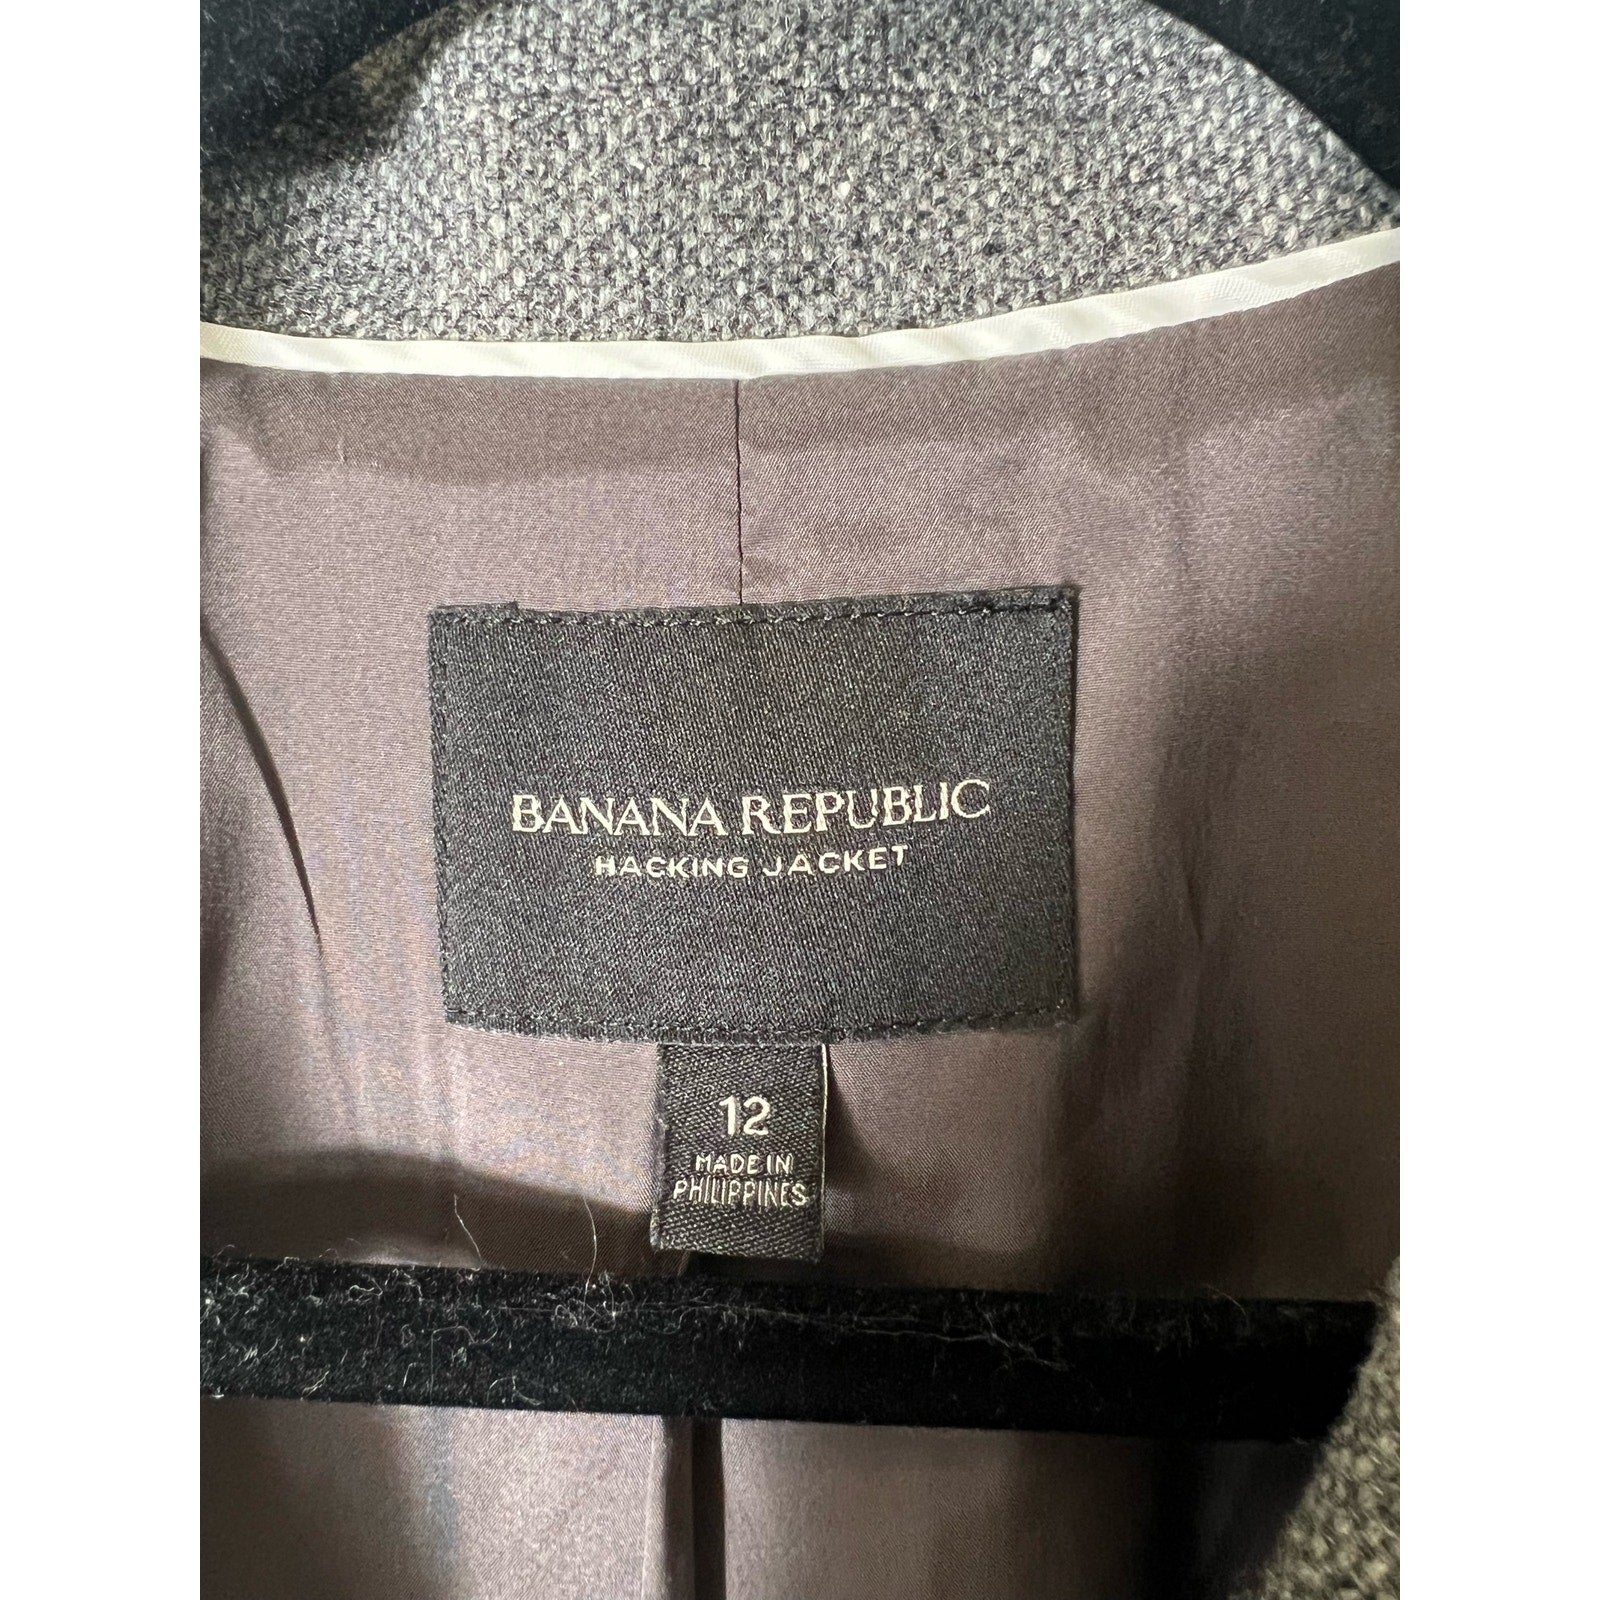 BANANA REPUBLIC
HACKING JACKET
12
MADE IN
PHILIPPINES